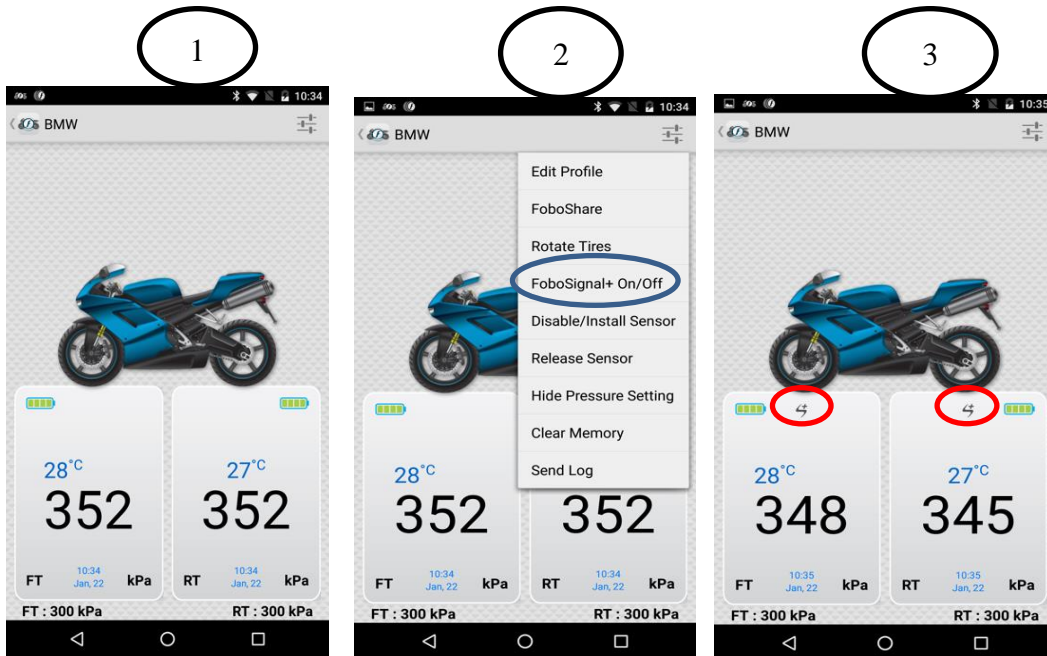 1
10:34
BMW
28°C
352
10:34
Jan, 22
FT
kPa
27°C
352
10:34
Jan, 22
RT
kPa
FT : 300 kPa
RT : 300 kPa
2
10:34
BMW
Edit Profile
FoboShare
Rotate Tires
FoboSignal+ On/Off
Disable/Install Sensor
Release Sensor
Hide Pressure Setting
Clear Memory
Send Log
28°C
352
10:34
Jan, 22
FT
kPa
352
10:34
Jan, 22
RT
kPa
FT : 300 kPa
RT : 300 kPa
3
10:35
BMW
28°C
348
10:35
Jan, 22
FT
kPa
27°C
345
10:35
Jan, 22
RT
kPa
FT : 300 kPa
RT : 300 kPa